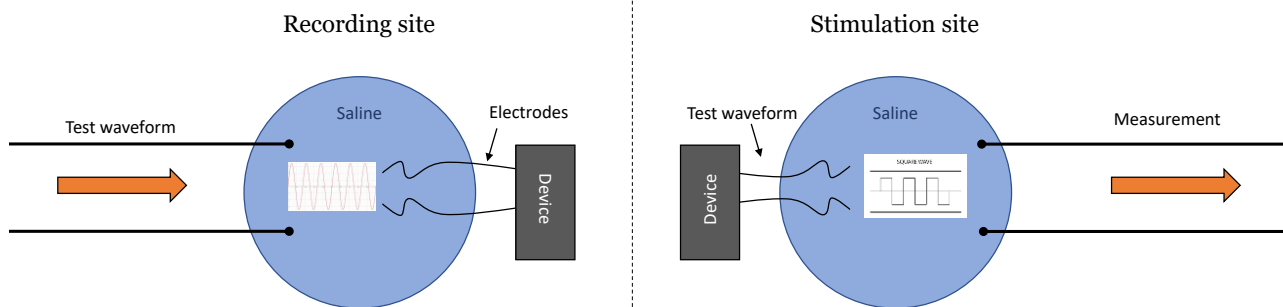 Recording site
Test waveform
Saline
Electrodes
Device
Stimulation site
Test waveform
Saline
Measurement
SQUARE WAVE
Device